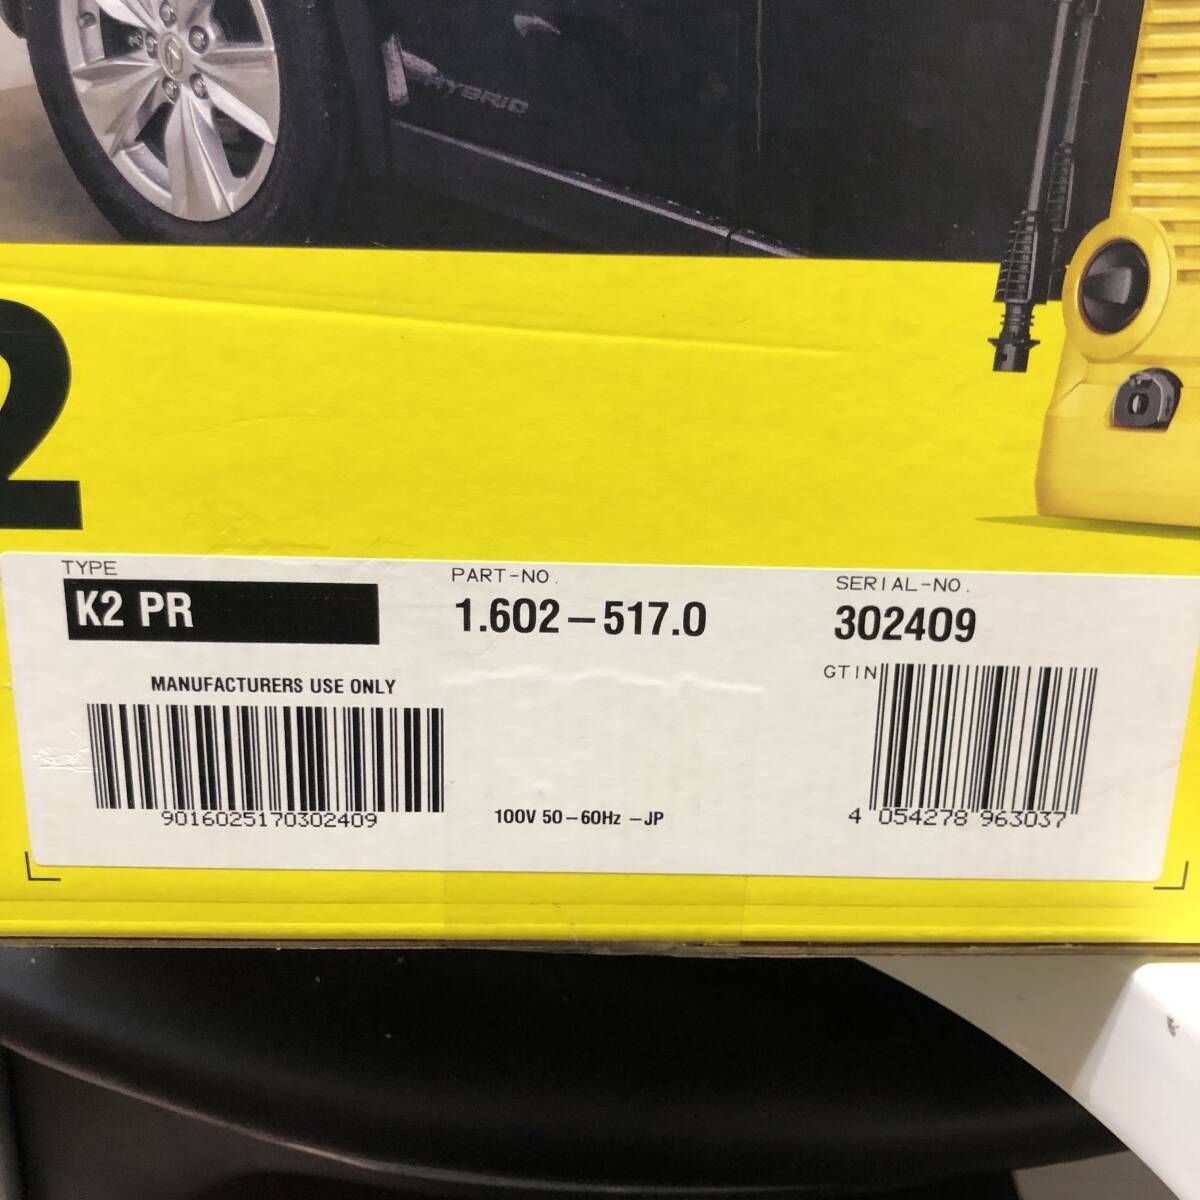 HYBRID
2
TYPE
K2 PR
PART-NO.
1.602-517.0
SERIAL-NO.
302409
MANUFACTURERS USE ONLY
9016025170302409
100V 50-60Hz -JP
GTIN
4 054278 963037